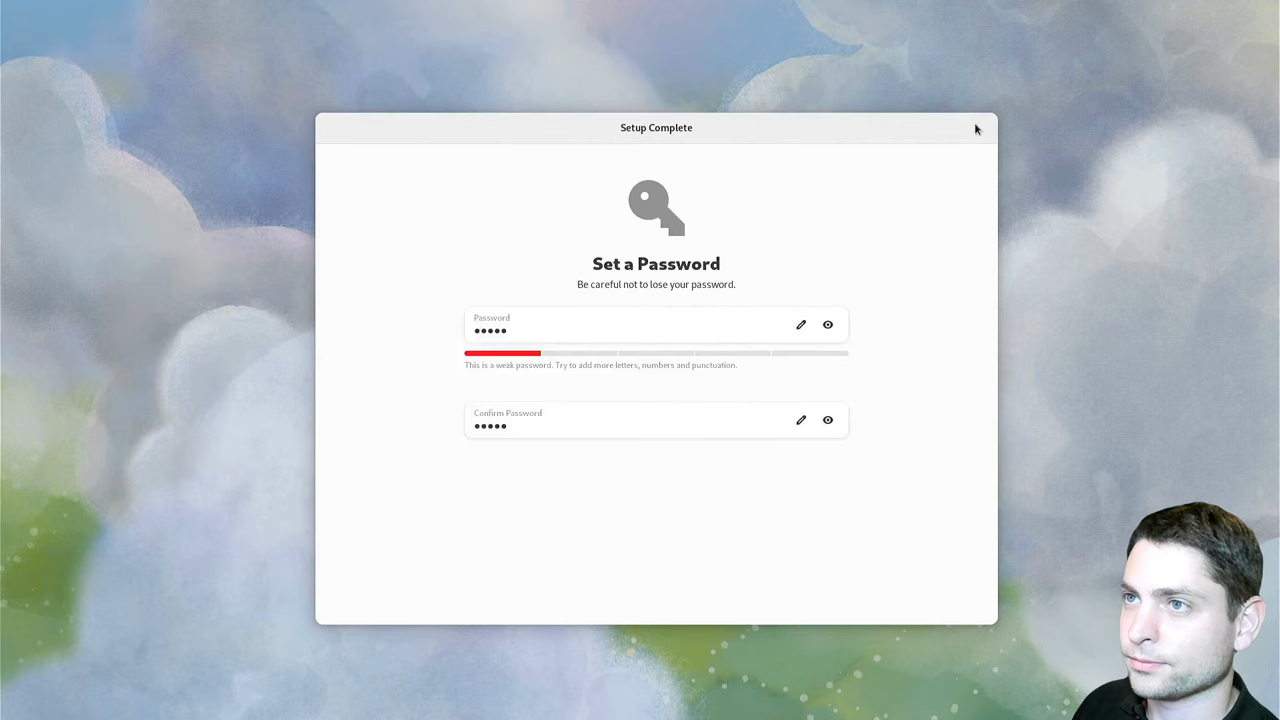 Setup Complete
Set a Password
Be careful not to lose your password.
Password
●●●●●
This is a weak password. Try to add more letters, numbers and punctuation.
Confirm Password
●●●●●